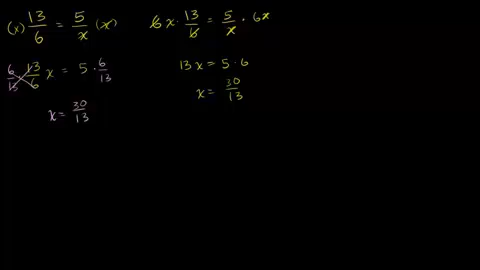 (x) 13/6 = 5/x (x)
6/13 · 13/6 x = 5 · 6/13
x = 30/13
6x · 13/6 = 5/x · 6x
13x = 5 · 6
x = 30/13